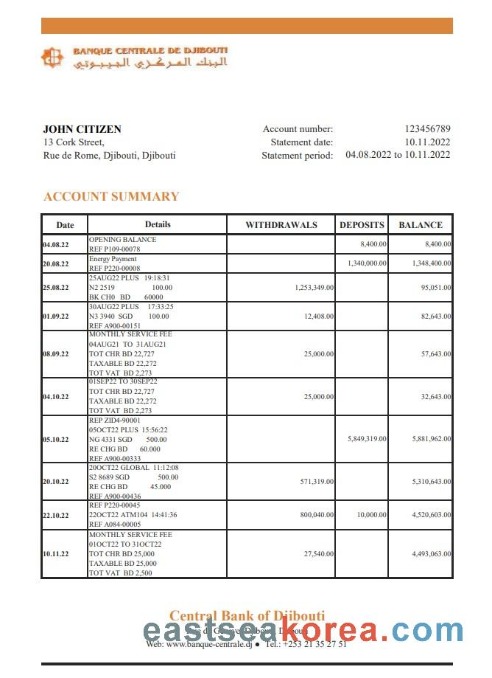 BANQUE CENTRALE DE DJIBOUTI
البنك المركزي الجيبوتي
JOHN CITIZEN
13 Cork Street,
Rue de Rome, Djibouti, Djibouti
Account number: 123456789
Statement date: 10.11.2022
Statement period: 04.08.2022 to 10.11.2022
ACCOUNT SUMMARY
Date Details WITHDRAWALS DEPOSITS BALANCE
04.08.22 OPENING BALANCE 8,400.00 8,400.00
REF P109-00078
20.08.22 Energy Payment 1,340,000.00 1,348,400.00
REF P220-00008
25AUG22 PLUS 19:18:31
25.08.22 N2 2519 100.00 1,253,349.00 95,051.00
BK CH0 BD 60000
30AUG22 PLUS 17:33:25
01.09.22 N3 3940 SGD 100.00 12,408.00 82,643.00
REF A900-00151
MONTHLY SERVICE FEE
04AUG21 TO 31AUG21
08.09.22 TOT CHR BD 22,727 25,000.00 57,643.00
TAXABLE BD 22,272
TOT VAT BD 2,273
01SEP22 TO 30SEP22
04.10.22 TOT CHR BD 22,727 25,000.00 32,643.00
TAXABLE BD 22,272
TOT VAT BD 2,273
REP ZID4-90001
05OCT22 PLUS 15:56:22
05.10.22 NG 4331 SGD 500.00 5,849,319.00 5,881,962.00
RE CHG BD 60.000
REF A900-00333
20OCT22 GLOBAL 11:12:08
20.10.22 S2 8689 SGD 500.00 571,319.00 5,310,643.00
RE CHG BD 45.000
REF A900-00436
REF P220-00045
22.10.22 22OCT22 ATM104 14:41:36 800,040.00 10,000.00 4,520,603.00
REF A084-00005
MONTHLY SERVICE FEE
01OCT22 TO 31OCT22
10.11.22 TOT CHR BD 25,000 27,540.00 4,493,063.00
TAXABLE BD 25,000
TOT VAT BD 2,500
Central Bank of Djibouti
eastseakorea.com
Web: www.banque-centrale.dj ● Tel.: +253 21 35 27 51